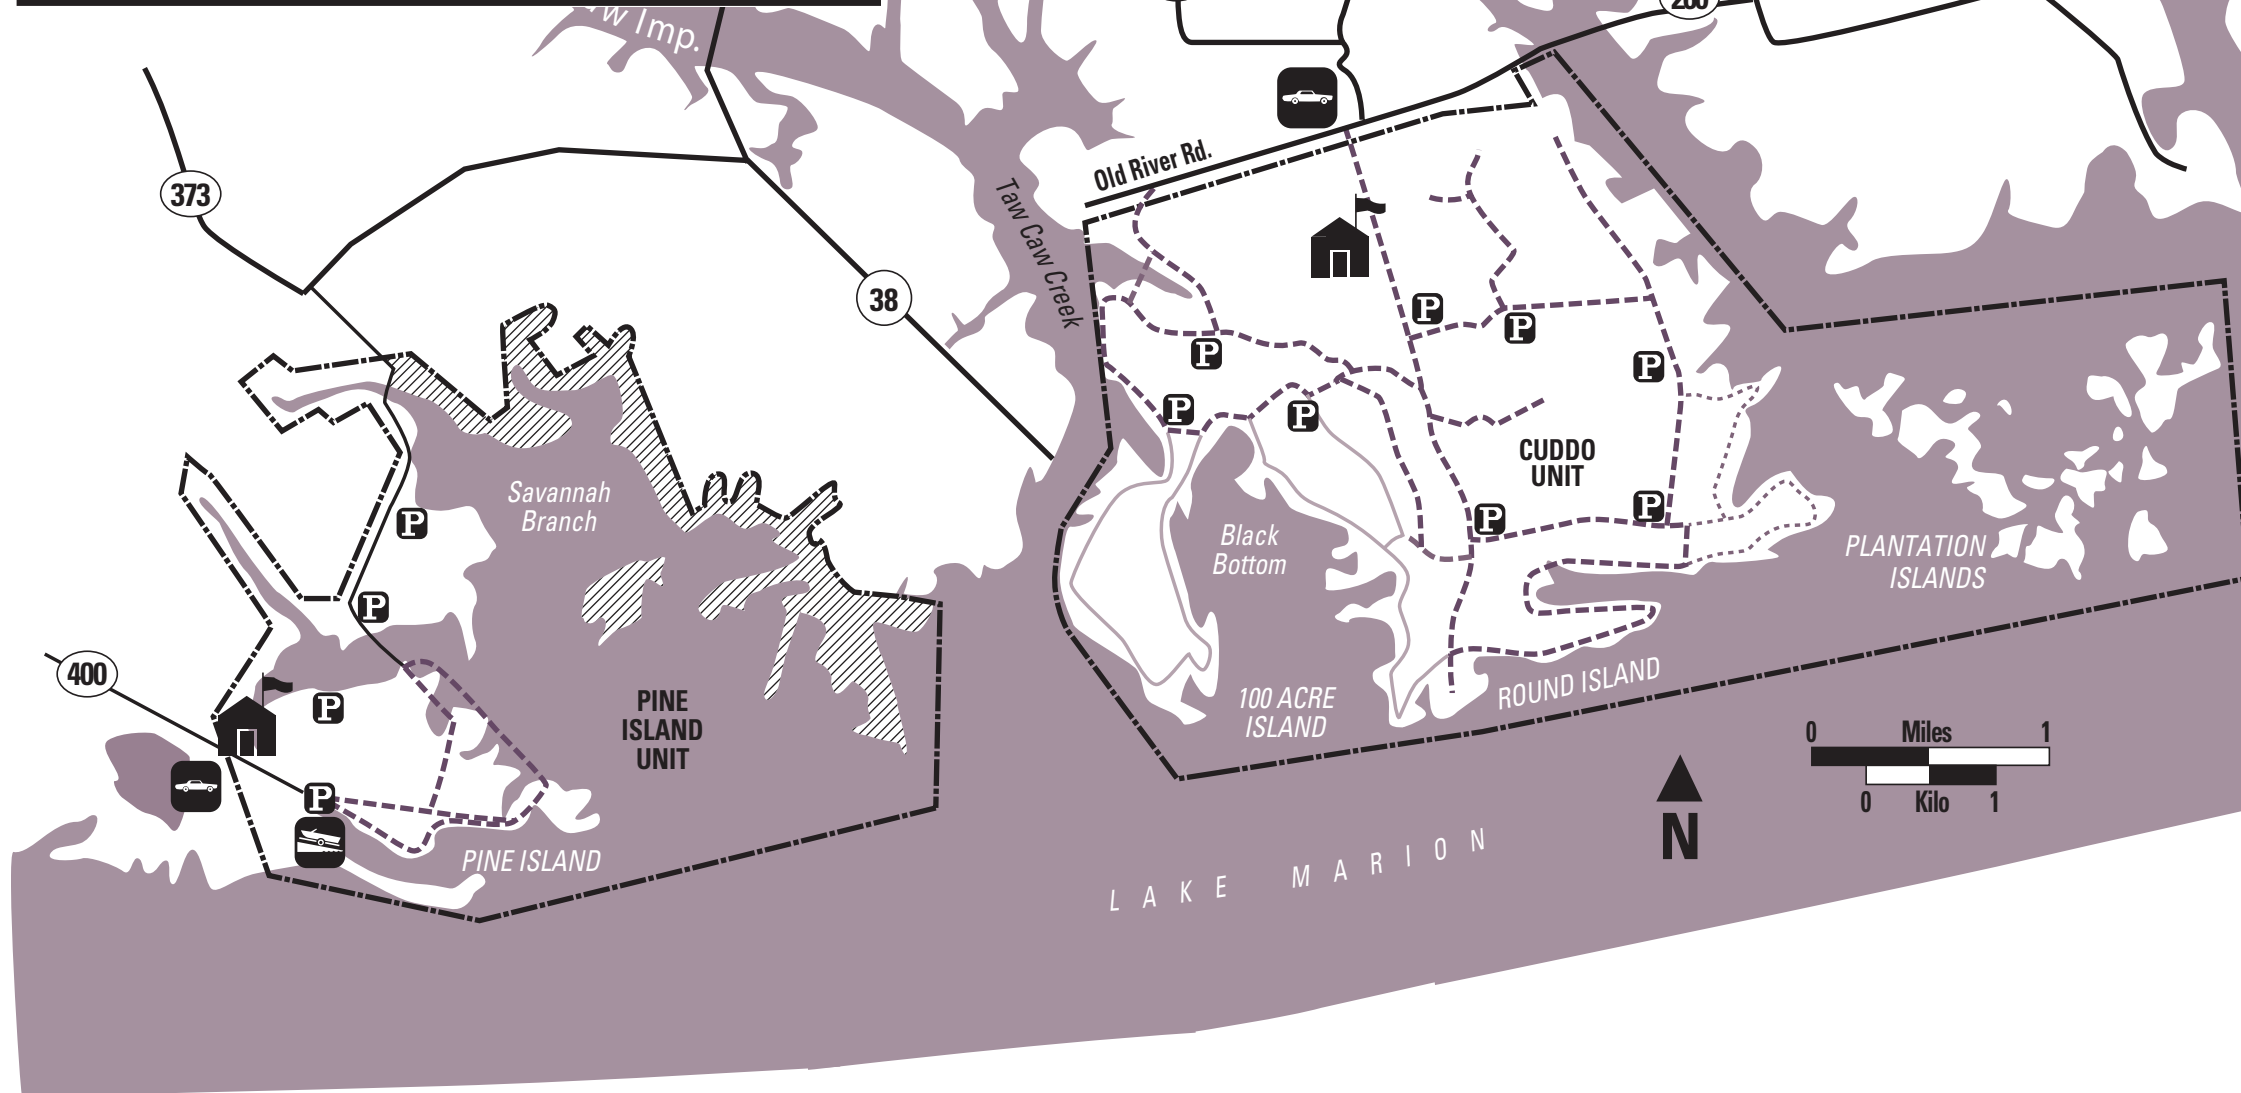 Imp.
260
373
Old River Rd.
Taw Caw Creek
38
P
P
P
P
P
P
CUDDO
UNIT
Savannah
Branch
P
P
P
Black
Bottom
PLANTATION
ISLANDS
P
400
P
PINE
ISLAND
UNIT
100 ACRE
ISLAND
ROUND ISLAND
0 Miles 1
0 Kilo 1
P
N
PINE ISLAND
LAKE MARION